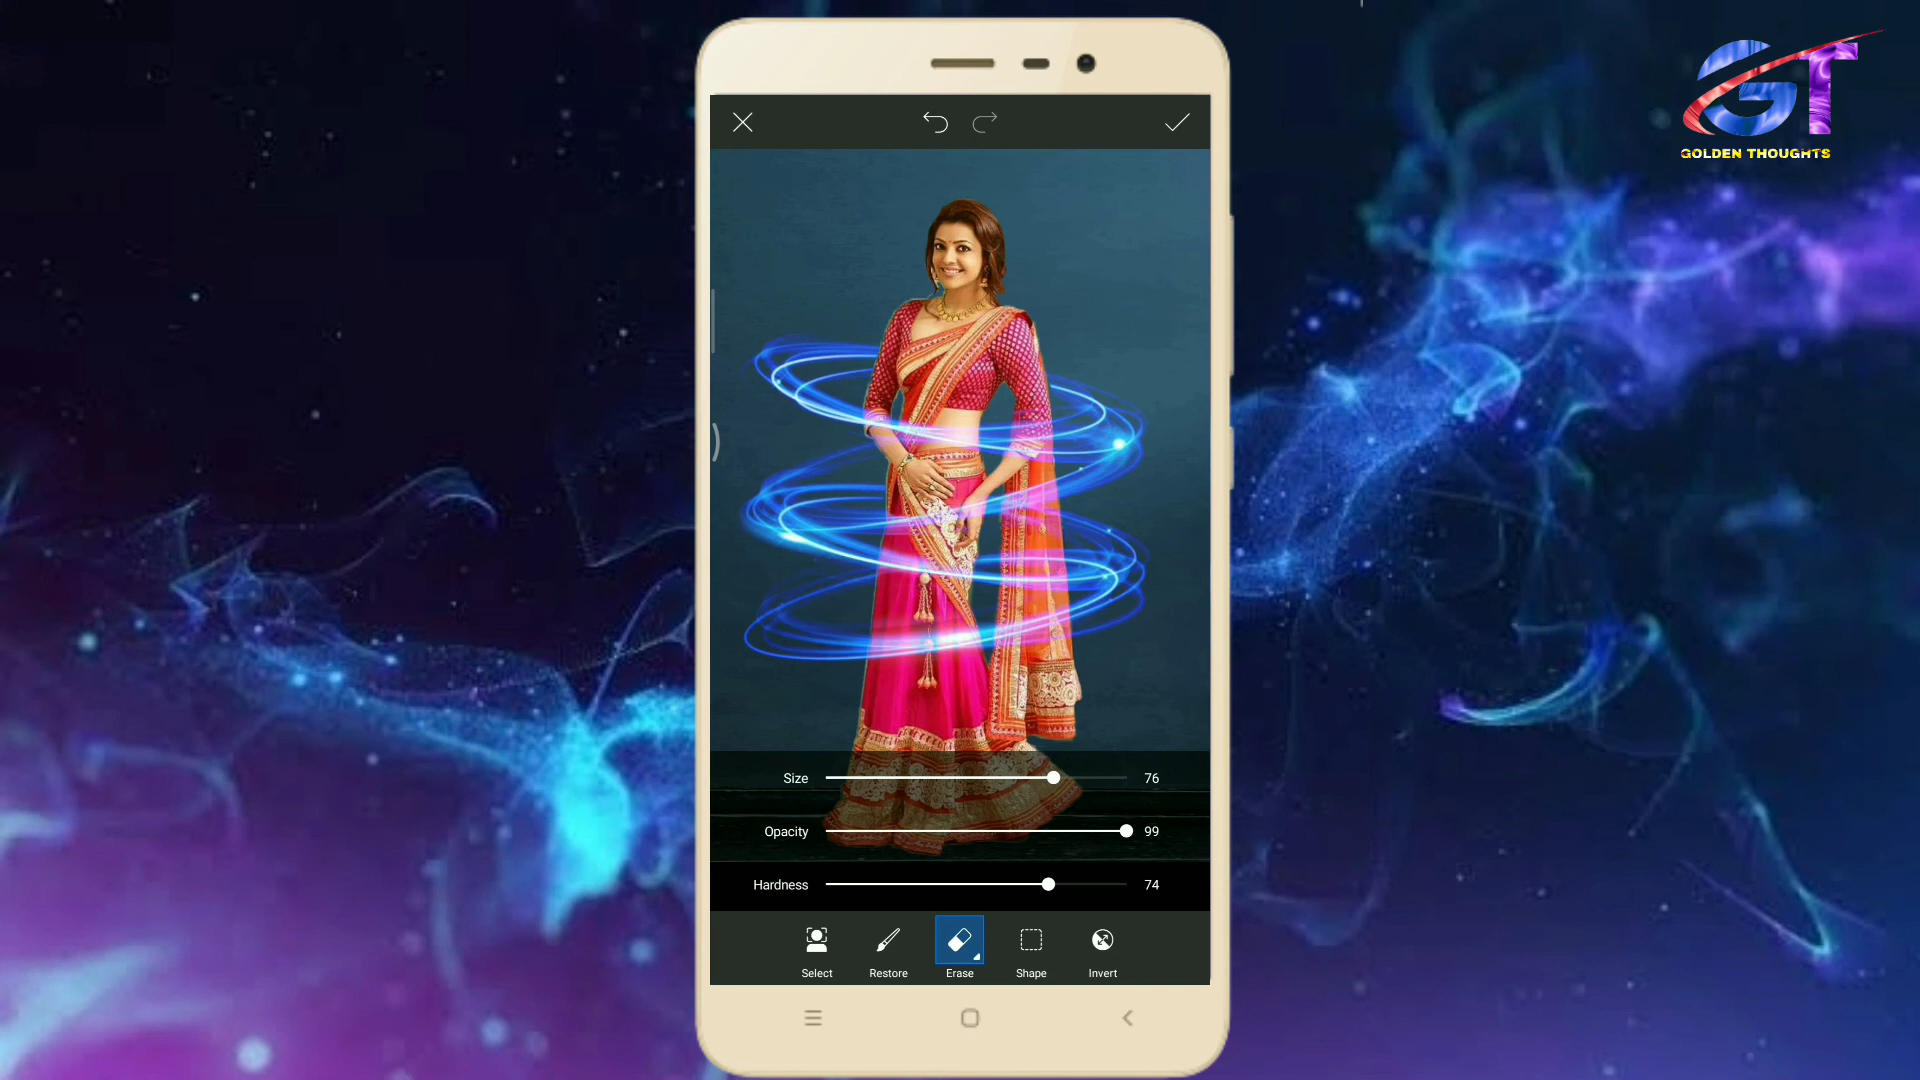 GT
GOLDEN THOUGHTS
Size 76
Opacity 99
Hardness 74
Select Restore Erase Shape Invert